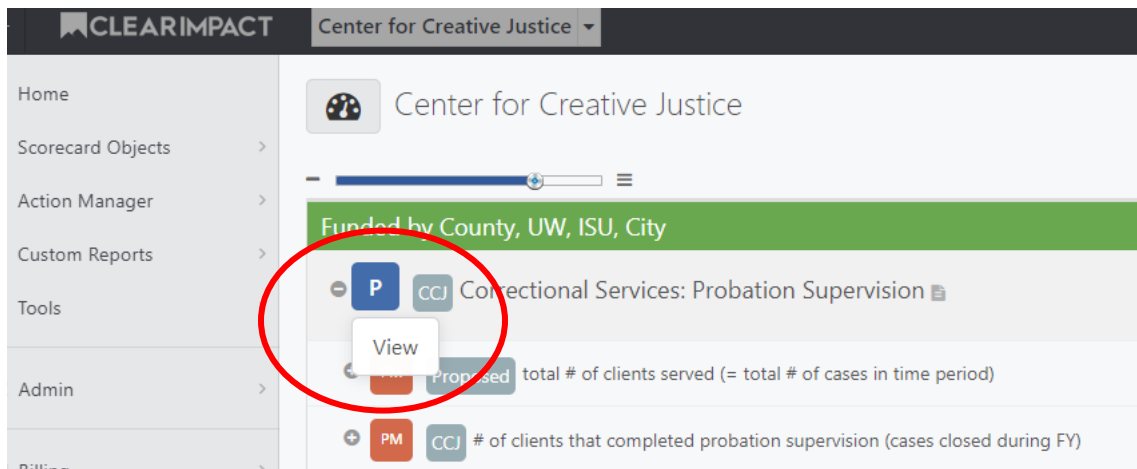 CLEARIMPACT
Center for Creative Justice
Home
Scorecard Objects
Action Manager
Custom Reports
Tools
Admin
Center for Creative Justice
Funded by County, UW, ISU, City
P CCJ Correctional Services: Probation Supervision
View
Proposed total # of clients served (= total # of cases in time period)
PM CCJ # of clients that completed probation supervision (cases closed during FY)